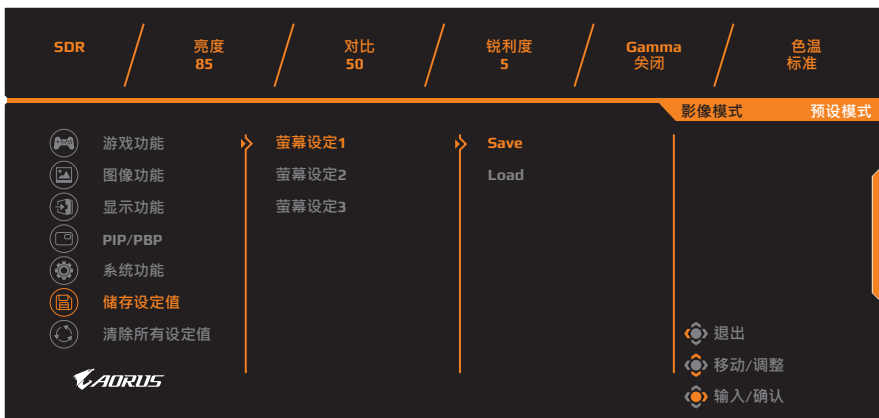 SDR
亮度
85
对比
50
锐利度
5
Gamma
关闭
色温
标准
影像模式 预设模式
游戏功能
图像功能
显示功能
PIP/PBP
系统功能
储存设定值
清除所有设定值
萤幕设定1
萤幕设定2
萤幕设定3
Save
Load
退出
移动/调整
输入/确认
AORUS